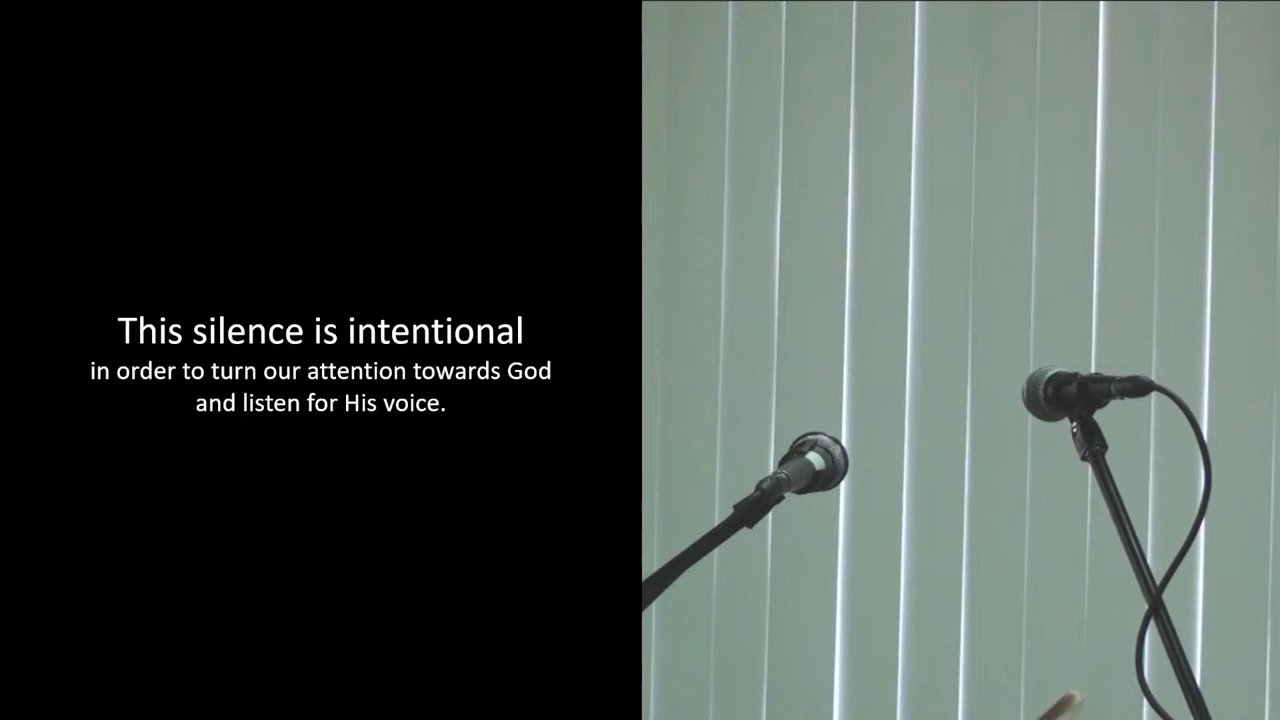 This silence is intentional
in order to turn our attention towards God
and listen for His voice.